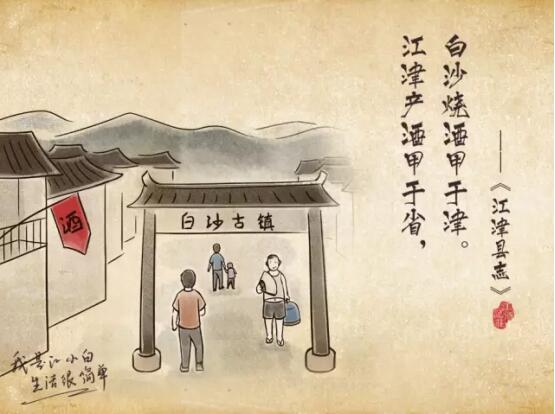 江津产酒甲于省，
白沙烧酒甲于津。
——《江津县志》
白沙古镇
酒
我是江小白
生活很简单